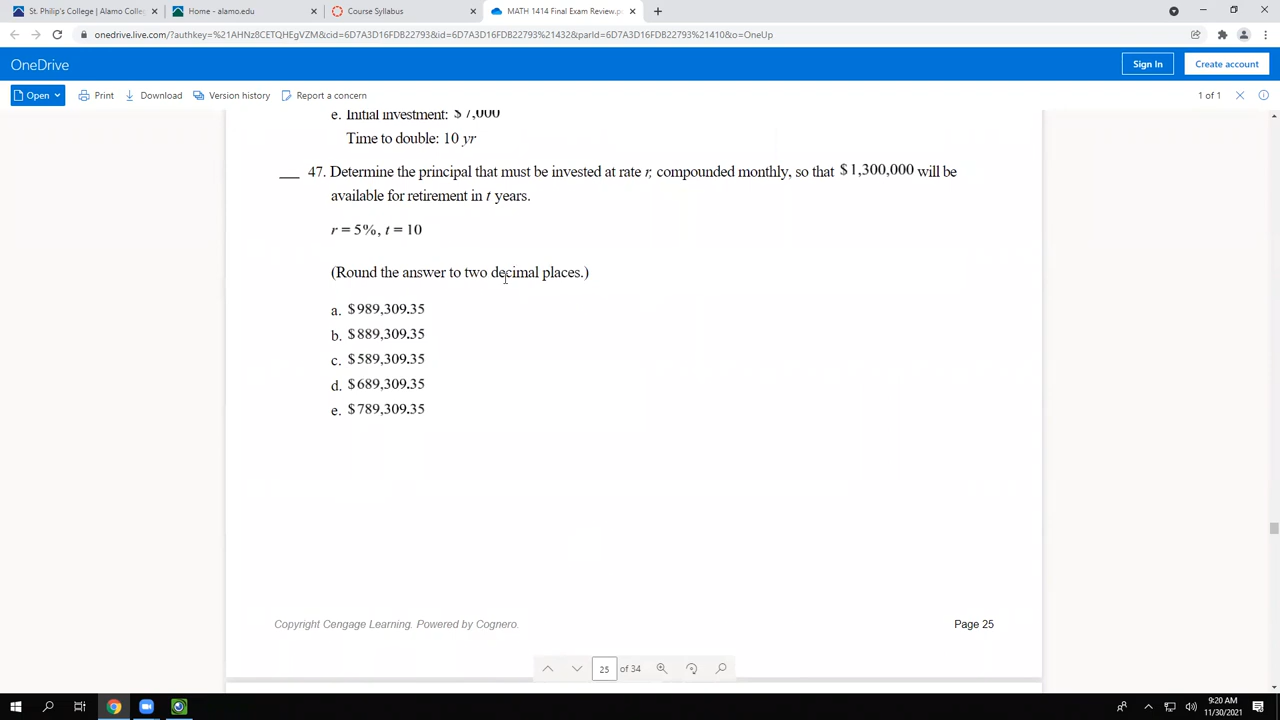 St. Philip's College | Alamo Colle
Home - alamo.edu
Course Syllabus
MATH 1414 Final Exam Review.p
onedrive.live.com/?authkey=%21AHNz8CETQHEgVZM&cid=6D7A3D16FDB22793&id=6D7A3D16FDB22793%21432&parId=6D7A3D16FDB22793%21410&o=OneUp
OneDrive
Sign In
Create account
Open
Print
Download
Version history
Report a concern
1 of 1
e. Initial investment: $ 7,000
Time to double: 10 yr
47. Determine the principal that must be invested at rate r, compounded monthly, so that $ 1,300,000 will be
available for retirement in t years.
r = 5%, t = 10
(Round the answer to two decimal places.)
a. $ 989,309.35
b. $ 889,309.35
c. $ 589,309.35
d. $ 689,309.35
e. $ 789,309.35
Copyright Cengage Learning. Powered by Cognero.
Page 25
25 of 34
9:20 AM
11/30/2021